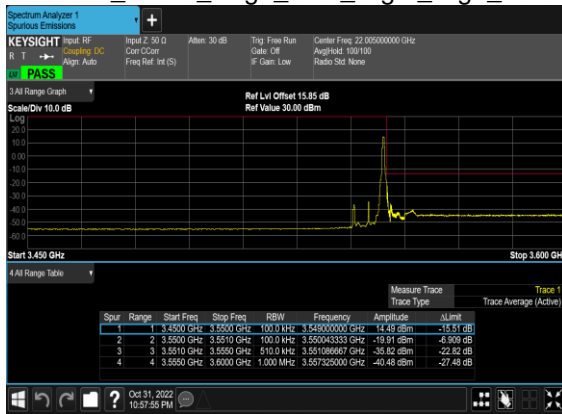 Spectrum Analyzer 1
Spurious Emissions
KEYSIGHT Input: RF Input Z: 50 Ω Atten: 30 dB Trig: Free Run Center Freq: 22.005000000 GHz
R T Coupling: DC Corr CCorr Gate: Off Avg|Hold: 100/100
Align: Auto Freq Ref: Int (S) IF Gain: Low Radio Std: None
PASS
3 All Range Graph
Ref Lvl Offset 15.85 dB
Scale/Div 10.0 dB Ref Value 30.00 dBm
Log
20.0
10.0
0.00
-10.0
-20.0
-30.0
-40.0
-50.0
-60.0
Start 3.450 GHz Stop 3.600 GH
4 All Range Table
Measure Trace Trace 1
Trace Type Trace Average (Active)
Spur Range Start Freq Stop Freq RBW Frequency Amplitude ΔLimit
1 1 3.4500 GHz 3.5500 GHz 100.0 kHz 3.549000000 GHz 14.49 dBm -15.51 dB
2 2 3.5500 GHz 3.5510 GHz 100.0 kHz 3.550043333 GHz -19.91 dBm -6.909 dB
3 3 3.5510 GHz 3.5550 GHz 510.0 kHz 3.551086667 GHz -35.82 dBm -22.82 dB
4 4 3.5550 GHz 3.6000 GHz 1.000 MHz 3.557325000 GHz -40.48 dBm -27.48 dB
Oct 31, 2022
10:57:55 PM